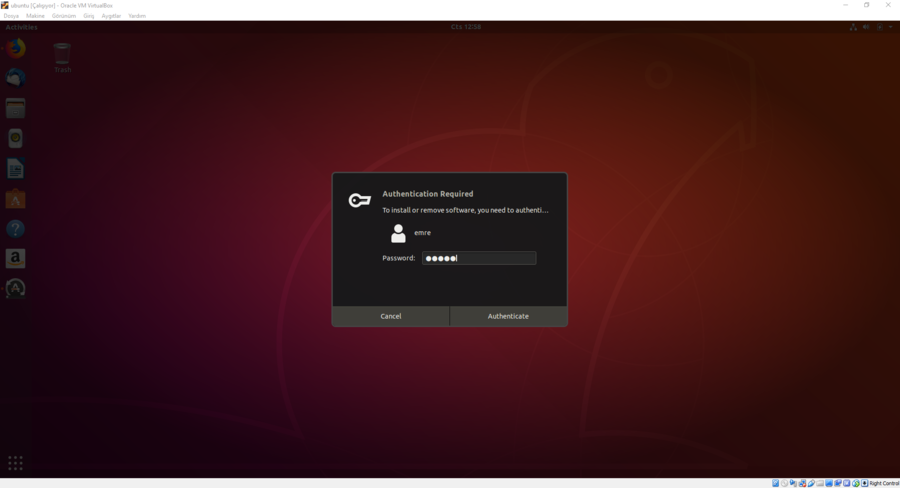 ubuntu [Çalışıyor] - Oracle VM VirtualBox
Dosya Makine Görünüm Giriş Aygıtlar Yardım
Activities
Cts 12:58
Trash
Authentication Required
To install or remove software, you need to authenti…
emre
Password: ●●●●●
Cancel Authenticate
Right Control